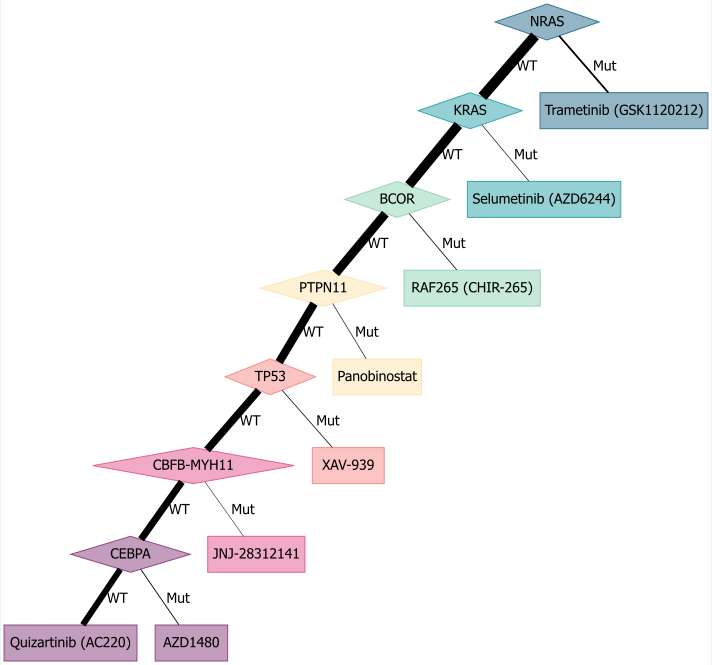 NRAS
WT
Mut
KRAS
Trametinib (GSK1120212)
WT
Mut
BCOR
Selumetinib (AZD6244)
WT
Mut
PTPN11
RAF265 (CHIR-265)
WT
Mut
TP53
Panobinostat
WT
Mut
CBFB-MYH11
XAV-939
WT
Mut
CEBPA
JNJ-28312141
WT
Mut
Quizartinib (AC220)
AZD1480